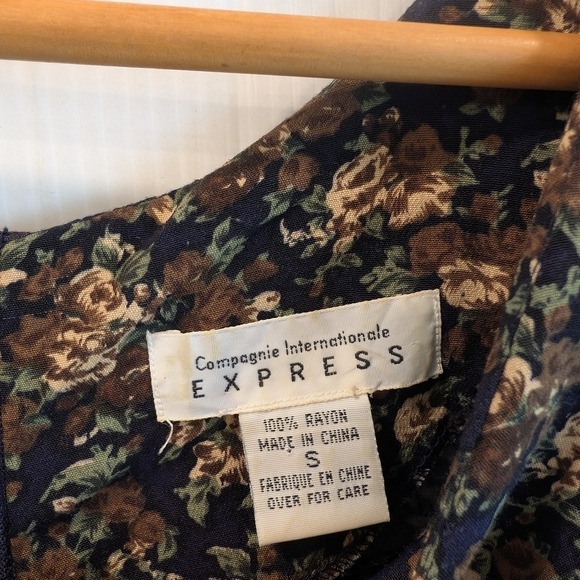 Compagnie Internationale
EXPRESS
100% RAYON
MADE IN CHINA
S
FABRIQUE EN CHINE
OVER FOR CARE